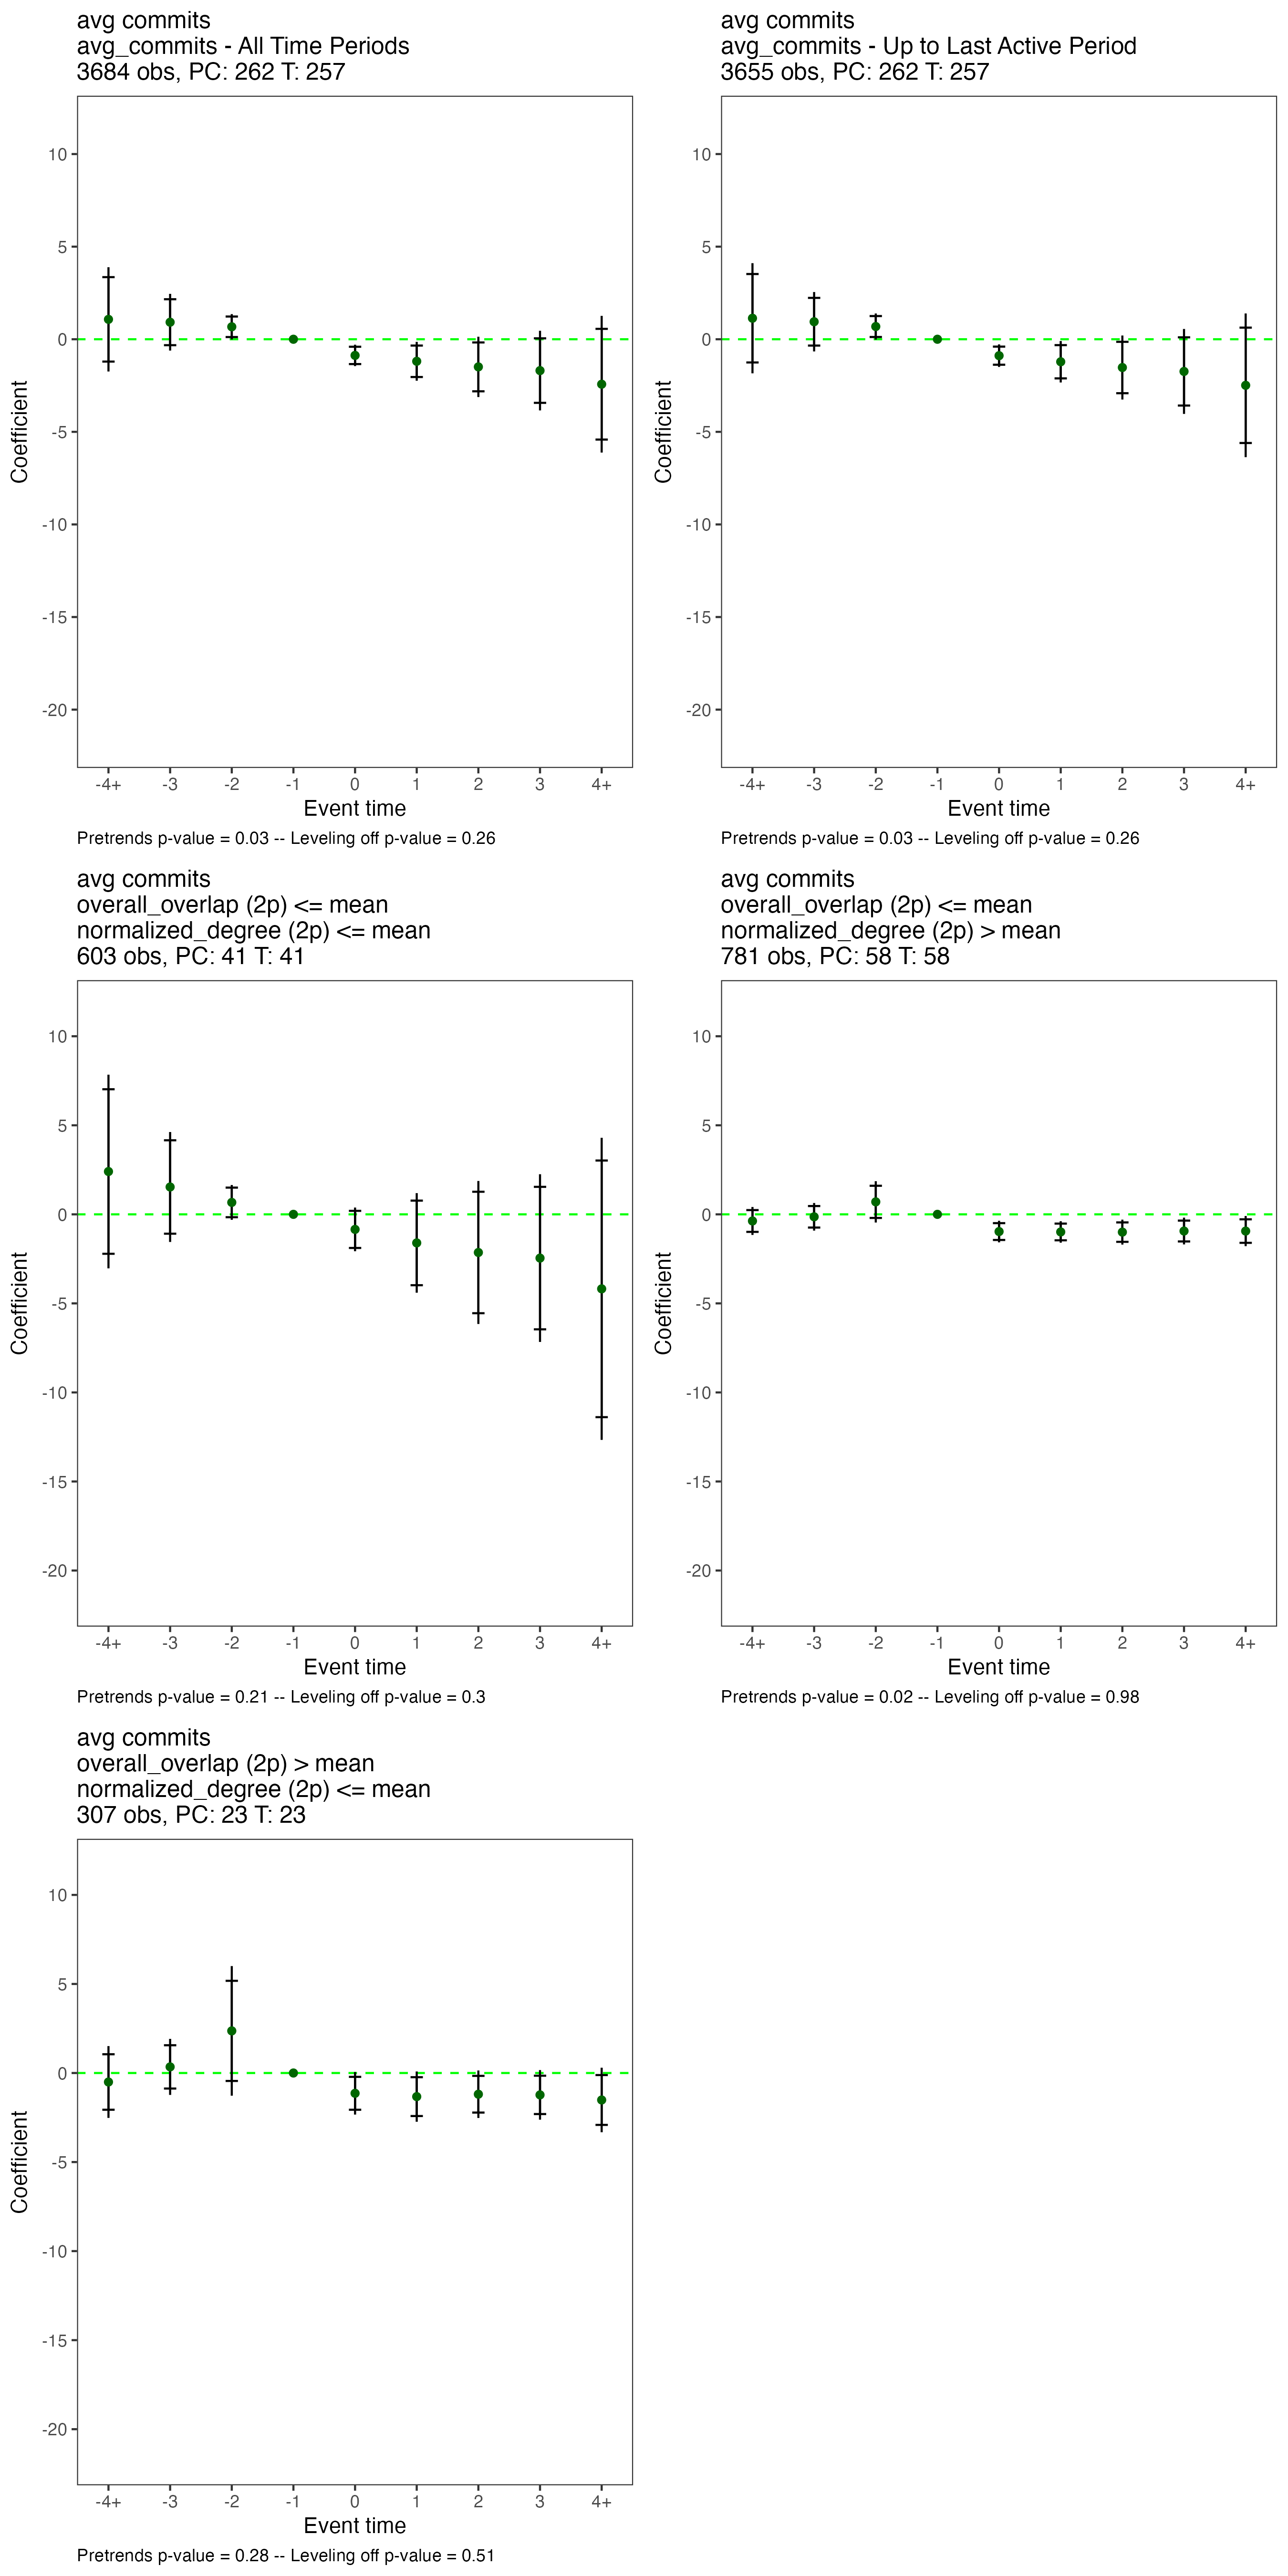 avg commits
avg_commits - All Time Periods
3684 obs, PC: 262 T: 257
10
5
0
-5
-10
-15
-20
Coefficient
-4+ -3 -2 -1 0 1 2 3 4+
Event time
Pretrends p-value = 0.03 -- Leveling off p-value = 0.26
avg commits
avg_commits - Up to Last Active Period
3655 obs, PC: 262 T: 257
10
5
0
-5
-10
-15
-20
Coefficient
-4+ -3 -2 -1 0 1 2 3 4+
Event time
Pretrends p-value = 0.03 -- Leveling off p-value = 0.26
avg commits
overall_overlap (2p) <= mean
normalized_degree (2p) <= mean
603 obs, PC: 41 T: 41
10
5
0
-5
-10
-15
-20
Coefficient
-4+ -3 -2 -1 0 1 2 3 4+
Event time
Pretrends p-value = 0.21 -- Leveling off p-value = 0.3
avg commits
overall_overlap (2p) <= mean
normalized_degree (2p) > mean
781 obs, PC: 58 T: 58
10
5
0
-5
-10
-15
-20
Coefficient
-4+ -3 -2 -1 0 1 2 3 4+
Event time
Pretrends p-value = 0.02 -- Leveling off p-value = 0.98
avg commits
overall_overlap (2p) > mean
normalized_degree (2p) <= mean
307 obs, PC: 23 T: 23
10
5
0
-5
-10
-15
-20
Coefficient
-4+ -3 -2 -1 0 1 2 3 4+
Event time
Pretrends p-value = 0.28 -- Leveling off p-value = 0.51